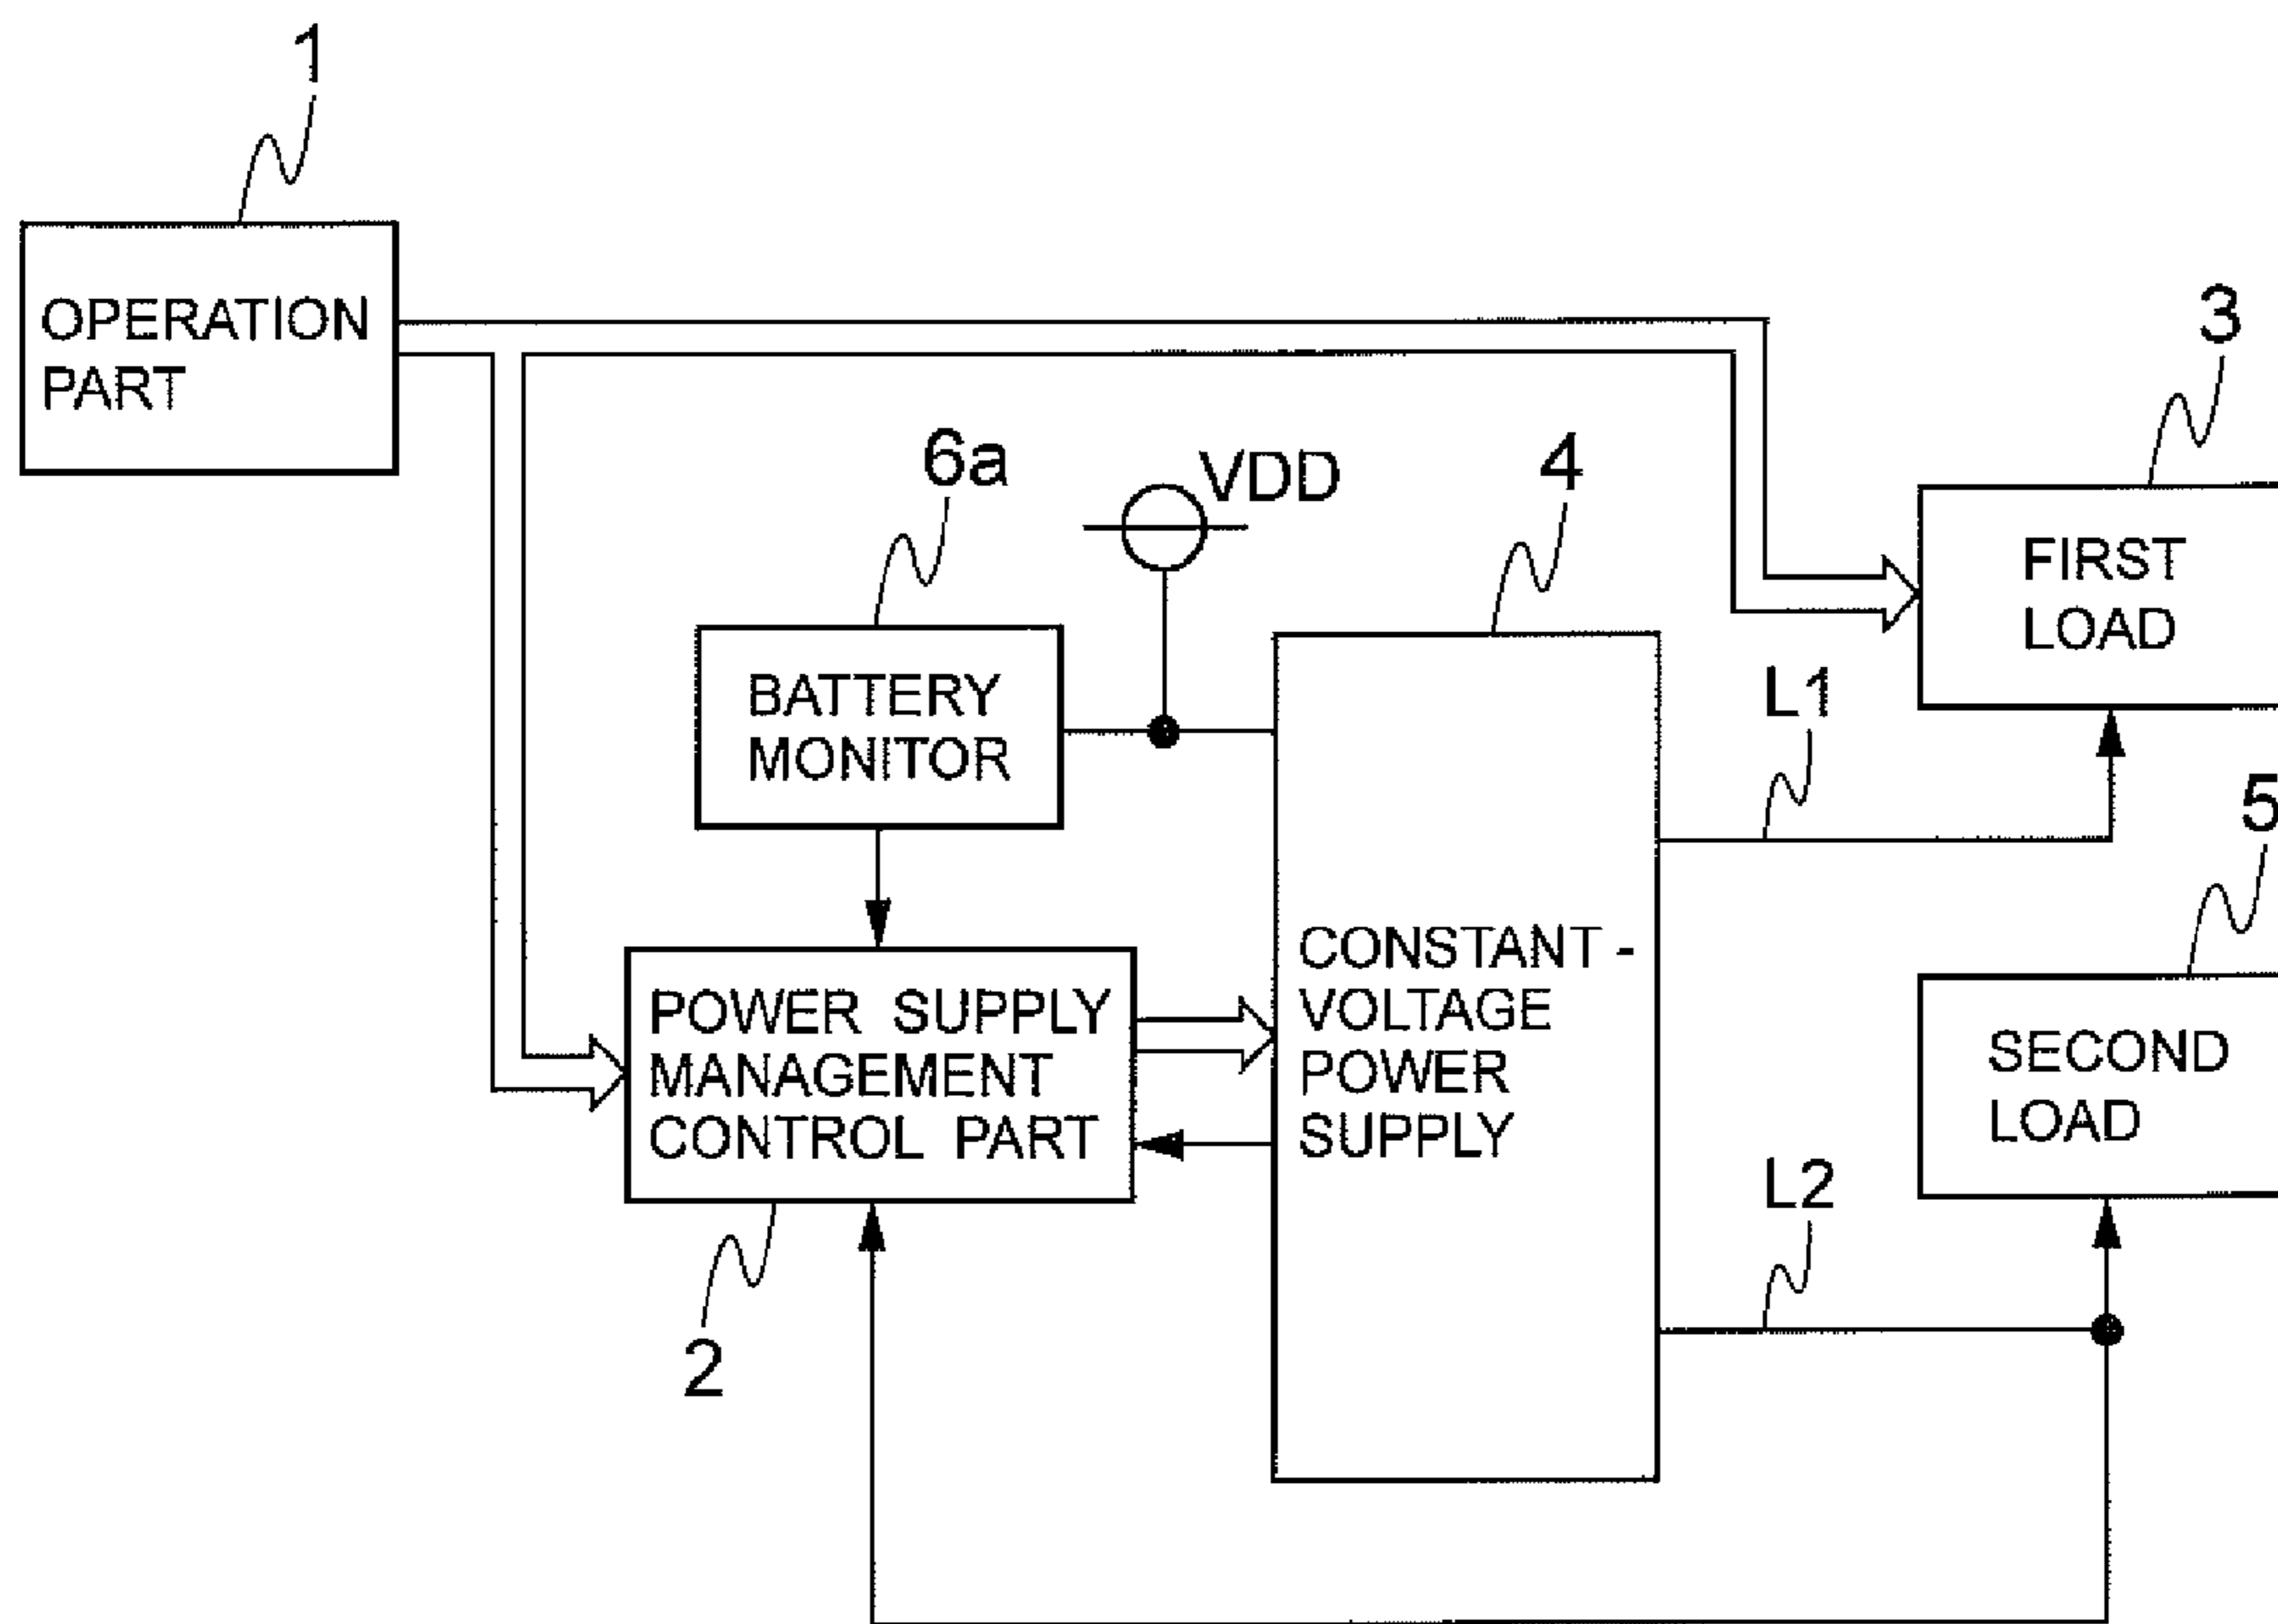 1
OPERATION
PART
3
6a
VDD
4
FIRST
LOAD
BATTERY
MONITOR
L1
5
CONSTANT-
VOLTAGE
POWER
SUPPLY
POWER SUPPLY
MANAGEMENT
CONTROL PART
SECOND
LOAD
L2
2